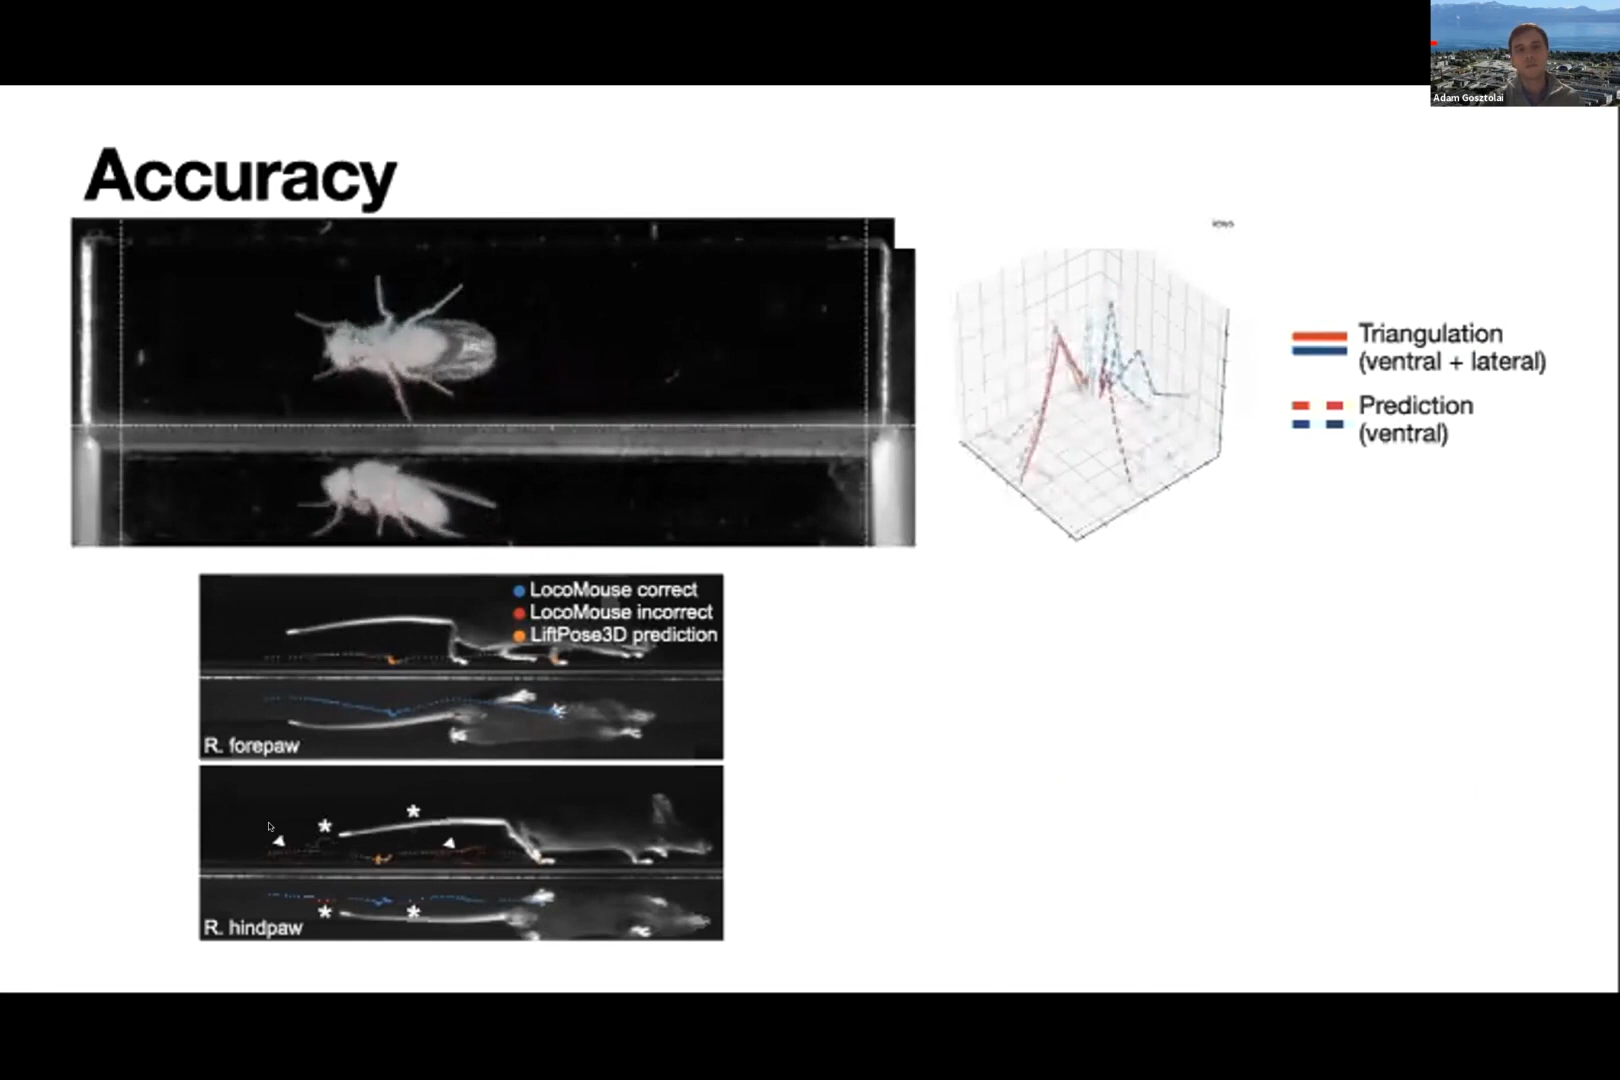 Adam Gosztolai
Accuracy
Triangulation
(ventral + lateral)
Prediction
(ventral)
LocoMouse correct
LocoMouse incorrect
LiftPose3D prediction
R. forepaw
*
*
*
*
R. hindpaw